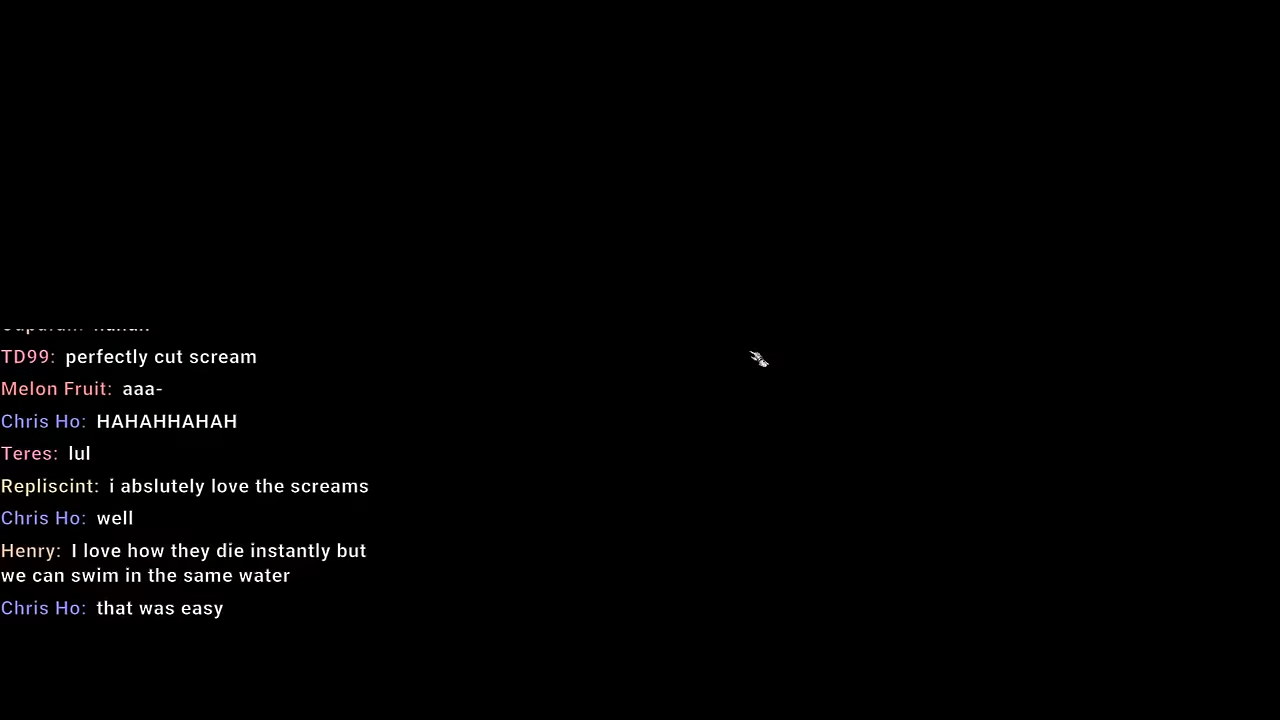 TD99: perfectly cut scream
Melon Fruit: aaa-
Chris Ho: HAHAHHAHAH
Teres: lul
Repliscint: i abslutely love the screams
Chris Ho: well
Henry: I love how they die instantly but
we can swim in the same water
Chris Ho: that was easy